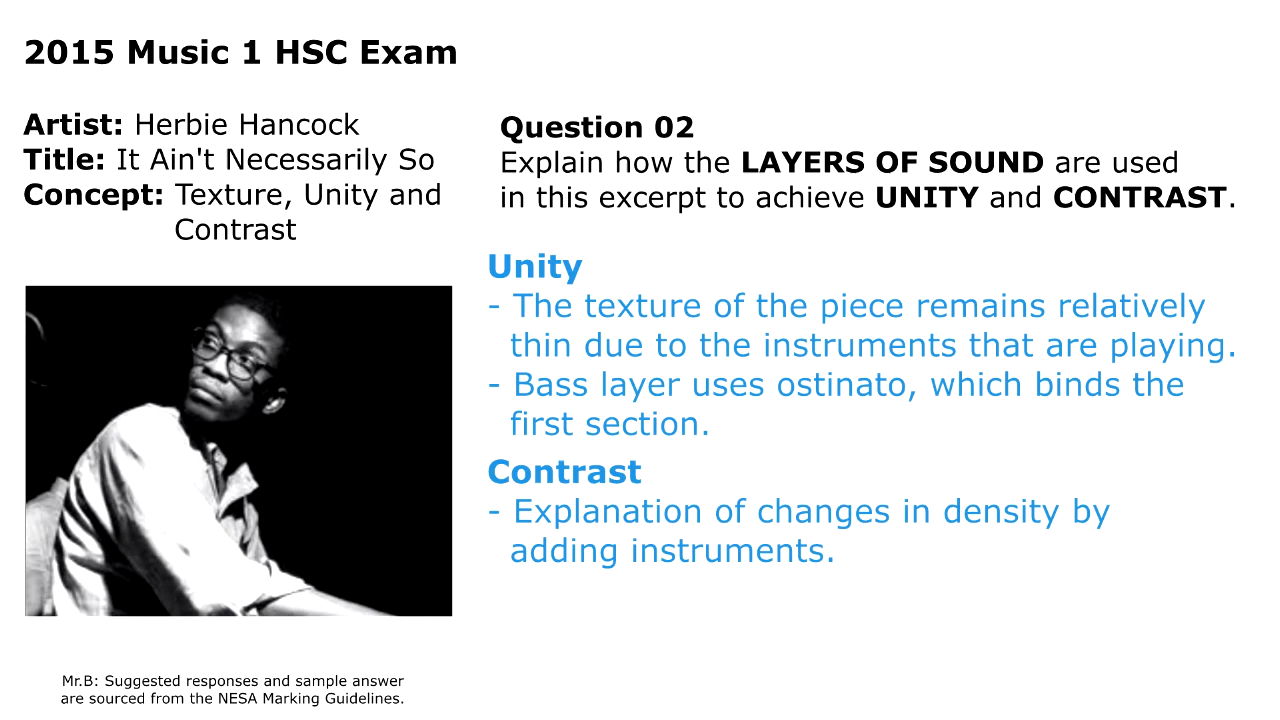 2015 Music 1 HSC Exam
Artist: Herbie Hancock
Title: It Ain't Necessarily So
Concept: Texture, Unity and
Contrast
Question 02
Explain how the LAYERS OF SOUND are used
in this excerpt to achieve UNITY and CONTRAST.
Unity
- The texture of the piece remains relatively
thin due to the instruments that are playing.
- Bass layer uses ostinato, which binds the
first section.
Contrast
- Explanation of changes in density by
adding instruments.
Mr.B: Suggested responses and sample answer
are sourced from the NESA Marking Guidelines.